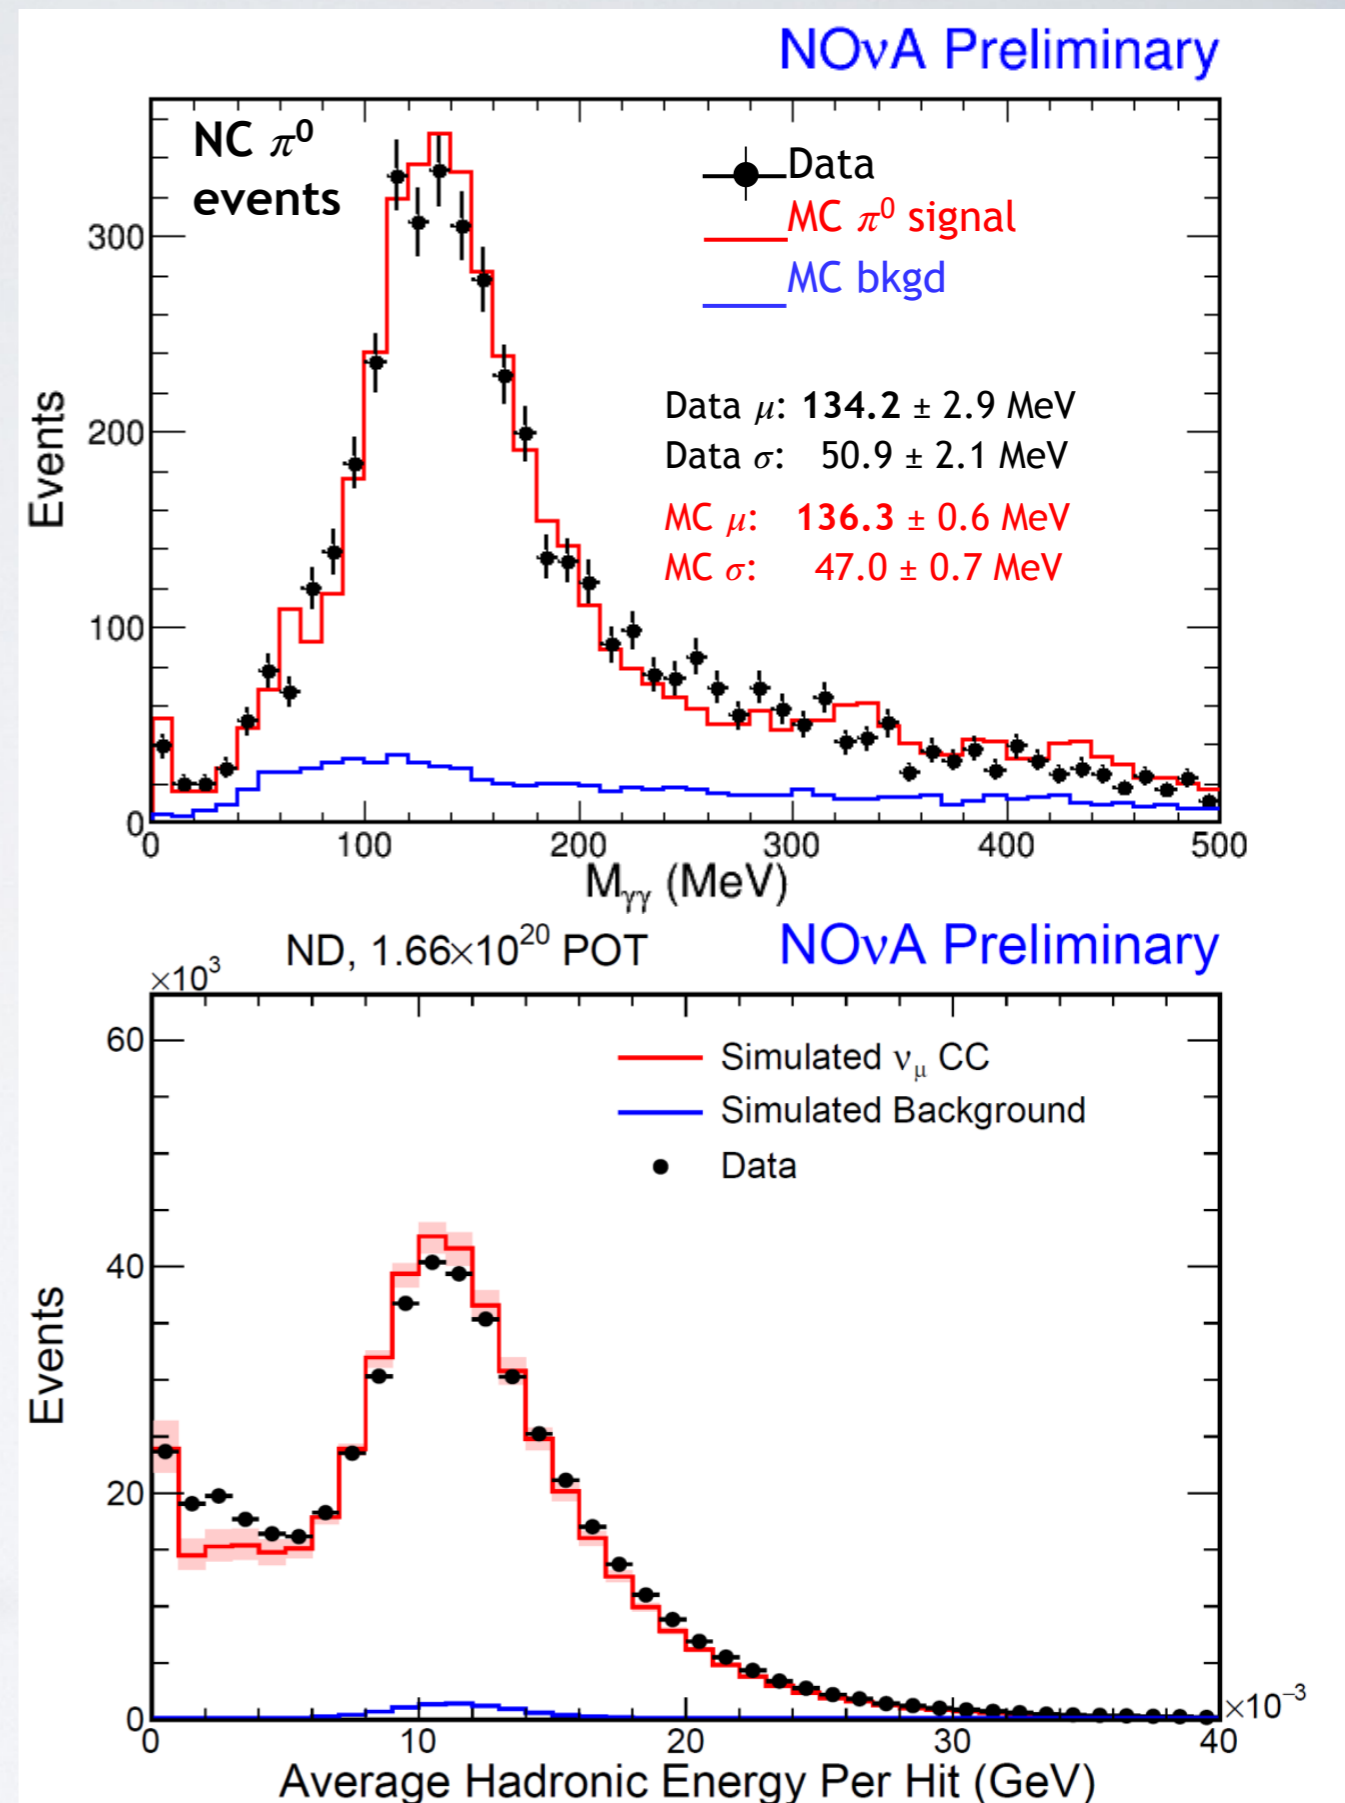 NOνA Preliminary
NC π⁰
events
Data
MC π⁰ signal
MC bkgd
Data μ: 134.2 ± 2.9 MeV
Data σ: 50.9 ± 2.1 MeV
MC μ: 136.3 ± 0.6 MeV
MC σ: 47.0 ± 0.7 MeV
Events
300
200
100
0
0 100 200 300 400 500
Mγγ (MeV)
ND, 1.66×10²⁰ POT
NOνA Preliminary
×10³
Simulated νμ CC
Simulated Background
Data
Events
60
40
20
0
0 10 20 30 40
×10⁻³
Average Hadronic Energy Per Hit (GeV)